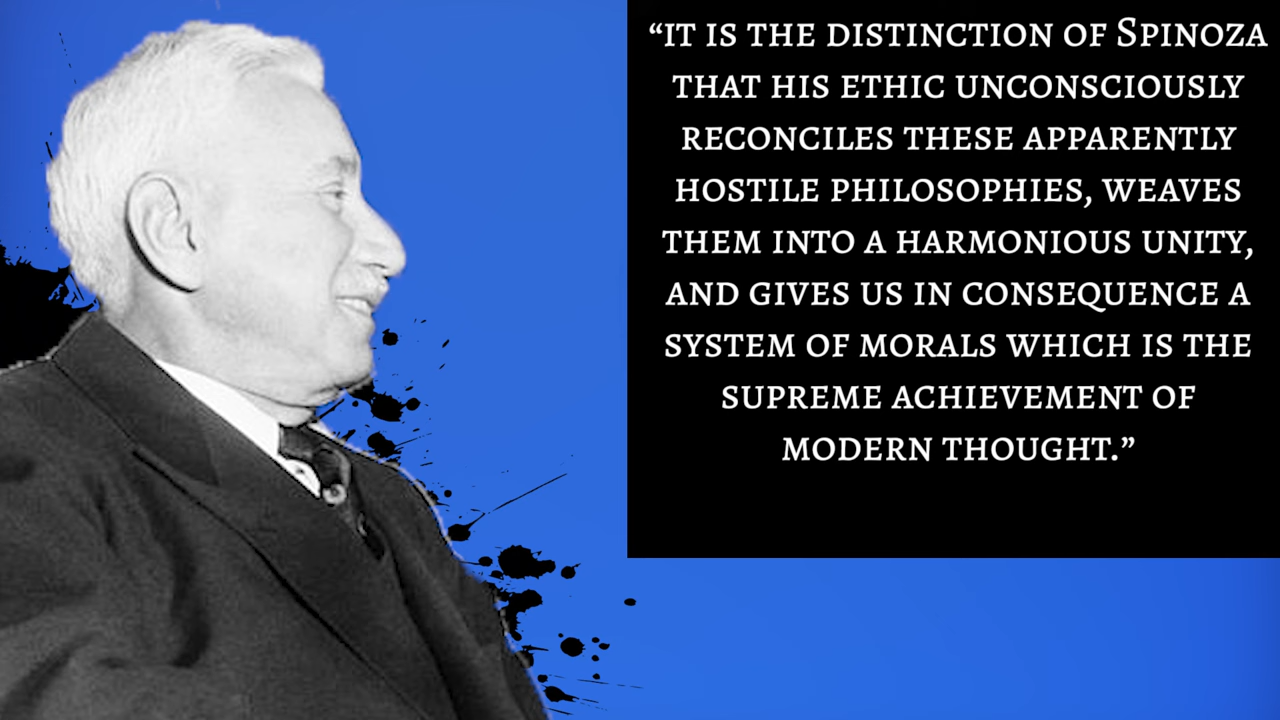 “IT IS THE DISTINCTION OF SPINOZA
THAT HIS ETHIC UNCONSCIOUSLY
RECONCILES THESE APPARENTLY
HOSTILE PHILOSOPHIES, WEAVES
THEM INTO A HARMONIOUS UNITY,
AND GIVES US IN CONSEQUENCE A
SYSTEM OF MORALS WHICH IS THE
SUPREME ACHIEVEMENT OF
MODERN THOUGHT.”